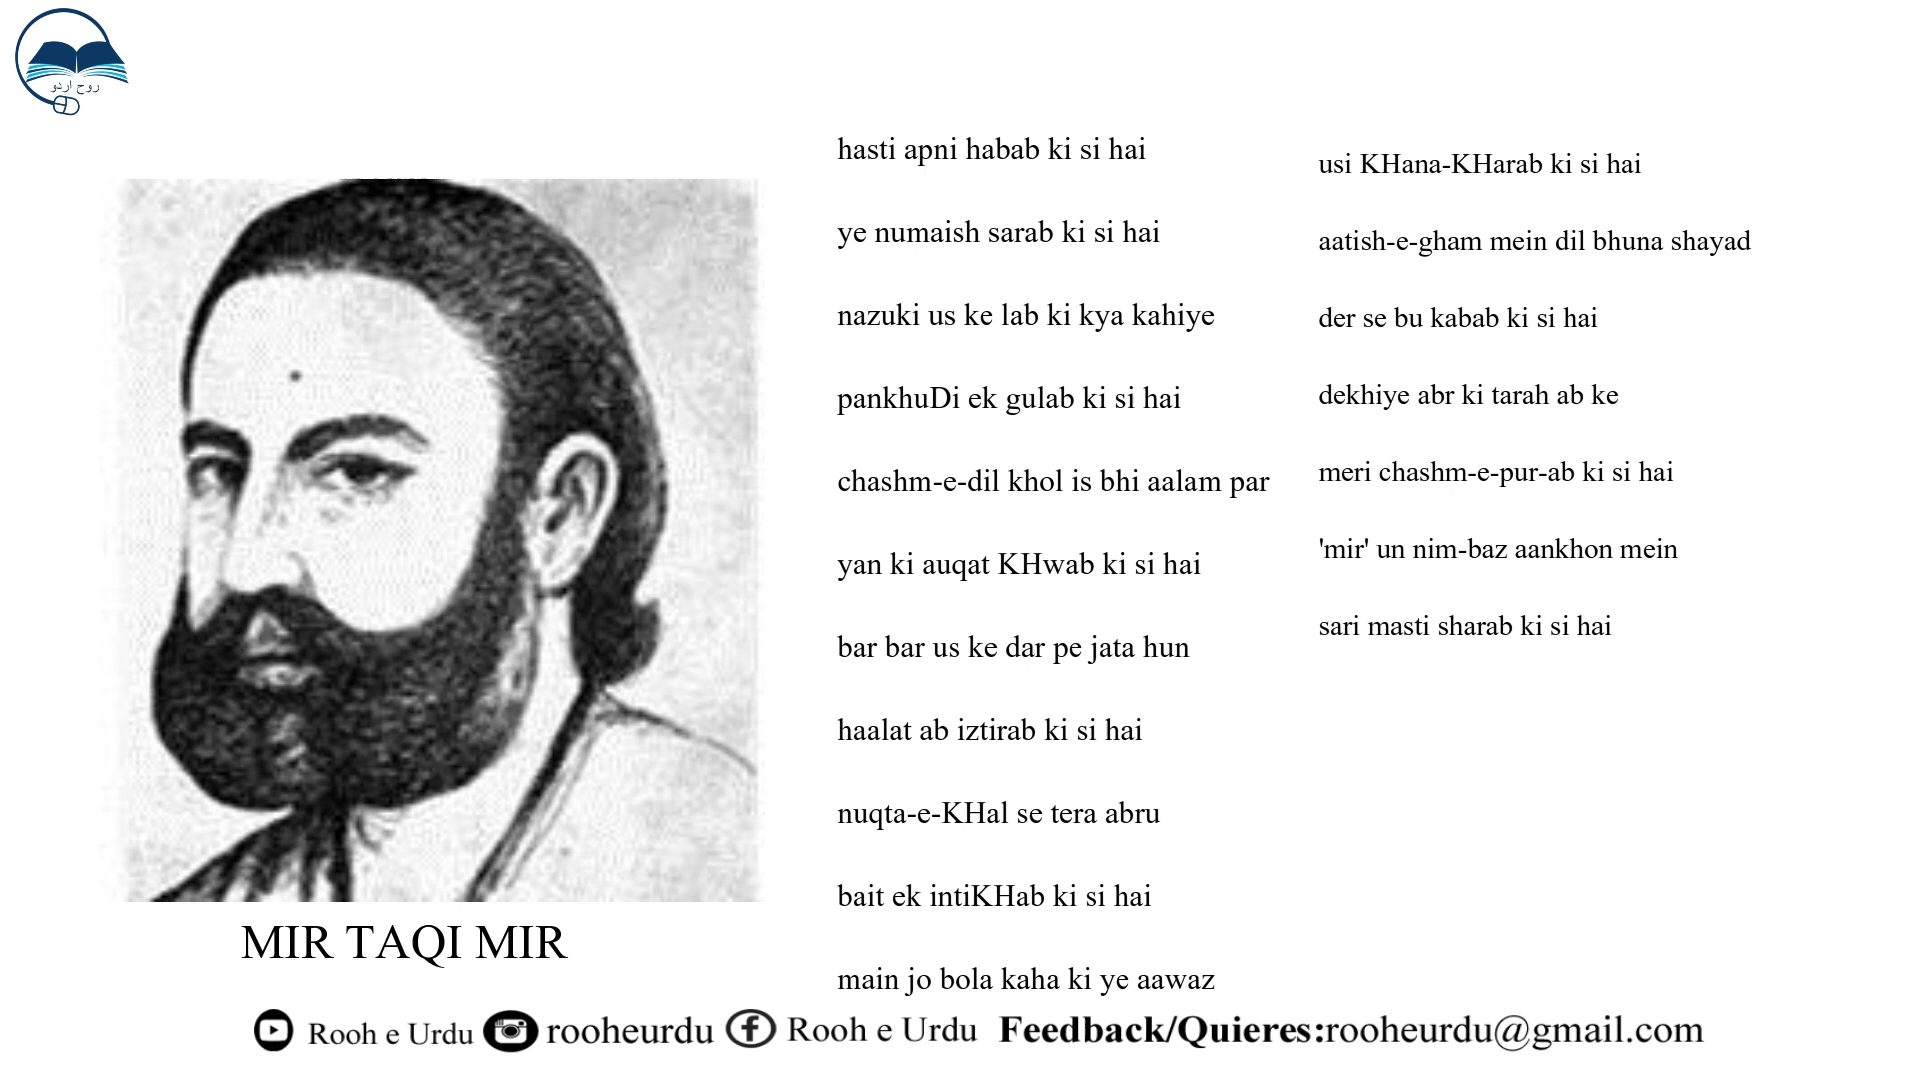 روح اردو
hasti apni habab ki si hai
ye numaish sarab ki si hai
nazuki us ke lab ki kya kahiye
pankhuDi ek gulab ki si hai
chashm-e-dil khol is bhi aalam par
yan ki auqat KHwab ki si hai
bar bar us ke dar pe jata hun
haalat ab iztirab ki si hai
nuqta-e-KHal se tera abru
bait ek intiKHab ki si hai
main jo bola kaha ki ye aawaz
usi KHana-KHarab ki si hai
aatish-e-gham mein dil bhuna shayad
der se bu kabab ki si hai
dekhiye abr ki tarah ab ke
meri chashm-e-pur-ab ki si hai
'mir' un nim-baz aankhon mein
sari masti sharab ki si hai
MIR TAQI MIR
Rooh e Urdu rooheurdu Rooh e Urdu Feedback/Quieres:rooheurdu@gmail.com